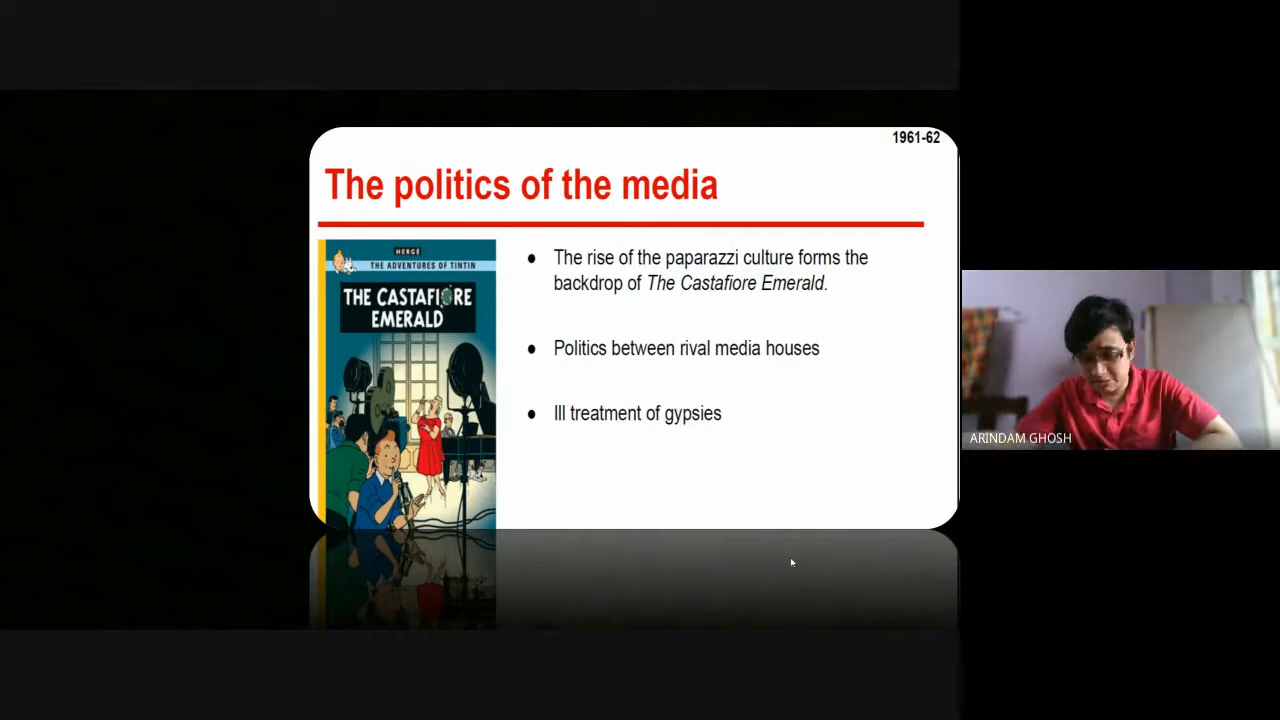 1961-62
The politics of the media
HERGÉ
THE ADVENTURES OF TINTIN
THE CASTAFIORE
EMERALD
● The rise of the paparazzi culture forms the
backdrop of The Castafiore Emerald.
● Politics between rival media houses
● Ill treatment of gypsies
ARINDAM GHOSH